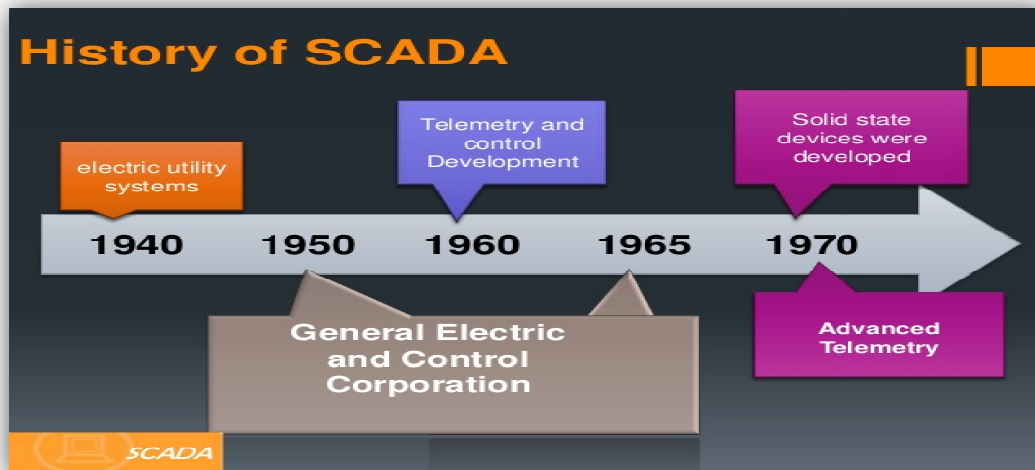 History of SCADA
electric utility
systems
Telemetry and
control
Development
Solid state
devices were
developed
1940 1950 1960 1965 1970
General Electric
and Control
Corporation
Advanced
Telemetry
SCADA